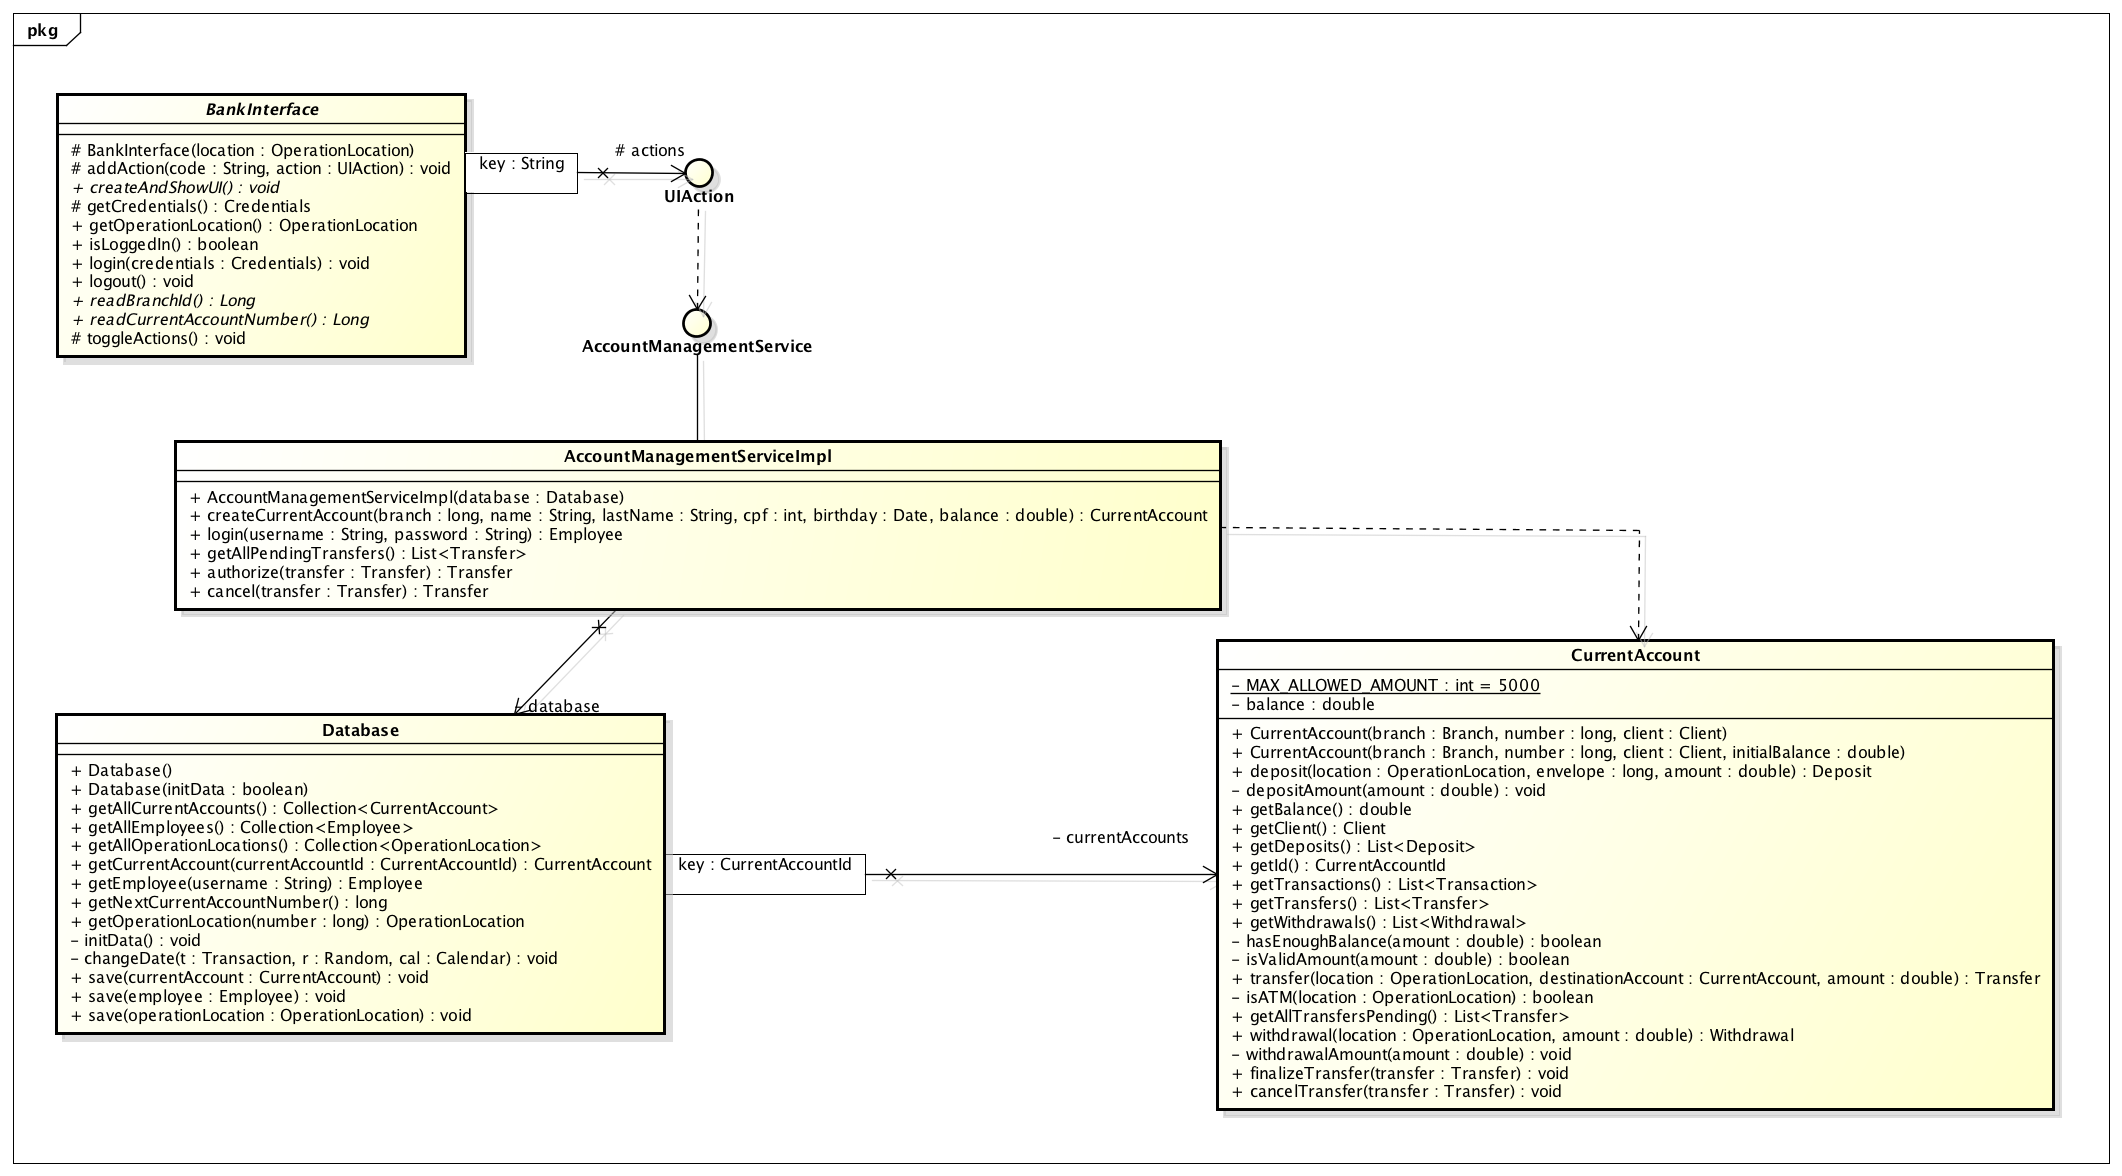 pkg
BankInterface
# BankInterface(location : OperationLocation)
# addAction(code : String, action : UIAction) : void
+ createAndShowUI() : void
# getCredentials() : Credentials
+ getOperationLocation() : OperationLocation
+ isLoggedIn() : boolean
+ login(credentials : Credentials) : void
+ logout() : void
+ readBranchId() : Long
+ readCurrentAccountNumber() : Long
# toggleActions() : void
key : String
# actions
UIAction
AccountManagementService
AccountManagementServiceImpl
+ AccountManagementServiceImpl(database : Database)
+ createCurrentAccount(branch : long, name : String, lastName : String, cpf : int, birthday : Date, balance : double) : CurrentAccount
+ login(username : String, password : String) : Employee
+ getAllPendingTransfers() : List<Transfer>
+ authorize(transfer : Transfer) : Transfer
+ cancel(transfer : Transfer) : Transfer
- database
Database
+ Database()
+ Database(initData : boolean)
+ getAllCurrentAccounts() : Collection<CurrentAccount>
+ getAllEmployees() : Collection<Employee>
+ getAllOperationLocations() : Collection<OperationLocation>
+ getCurrentAccount(currentAccountId : CurrentAccountId) : CurrentAccount
+ getEmployee(username : String) : Employee
+ getNextCurrentAccountNumber() : long
+ getOperationLocation(number : long) : OperationLocation
- initData() : void
- changeDate(t : Transaction, r : Random, cal : Calendar) : void
+ save(currentAccount : CurrentAccount) : void
+ save(employee : Employee) : void
+ save(operationLocation : OperationLocation) : void
key : CurrentAccountId
- currentAccounts
CurrentAccount
- MAX_ALLOWED_AMOUNT : int = 5000
- balance : double
+ CurrentAccount(branch : Branch, number : long, client : Client)
+ CurrentAccount(branch : Branch, number : long, client : Client, initialBalance : double)
+ deposit(location : OperationLocation, envelope : long, amount : double) : Deposit
- depositAmount(amount : double) : void
+ getBalance() : double
+ getClient() : Client
+ getDeposits() : List<Deposit>
+ getId() : CurrentAccountId
+ getTransactions() : List<Transaction>
+ getTransfers() : List<Transfer>
+ getWithdrawals() : List<Withdrawal>
- hasEnoughBalance(amount : double) : boolean
- isValidAmount(amount : double) : boolean
+ transfer(location : OperationLocation, destinationAccount : CurrentAccount, amount : double) : Transfer
- isATM(location : OperationLocation) : boolean
+ getAllTransfersPending() : List<Transfer>
+ withdrawal(location : OperationLocation, amount : double) : Withdrawal
- withdrawalAmount(amount : double) : void
+ finalizeTransfer(transfer : Transfer) : void
+ cancelTransfer(transfer : Transfer) : void